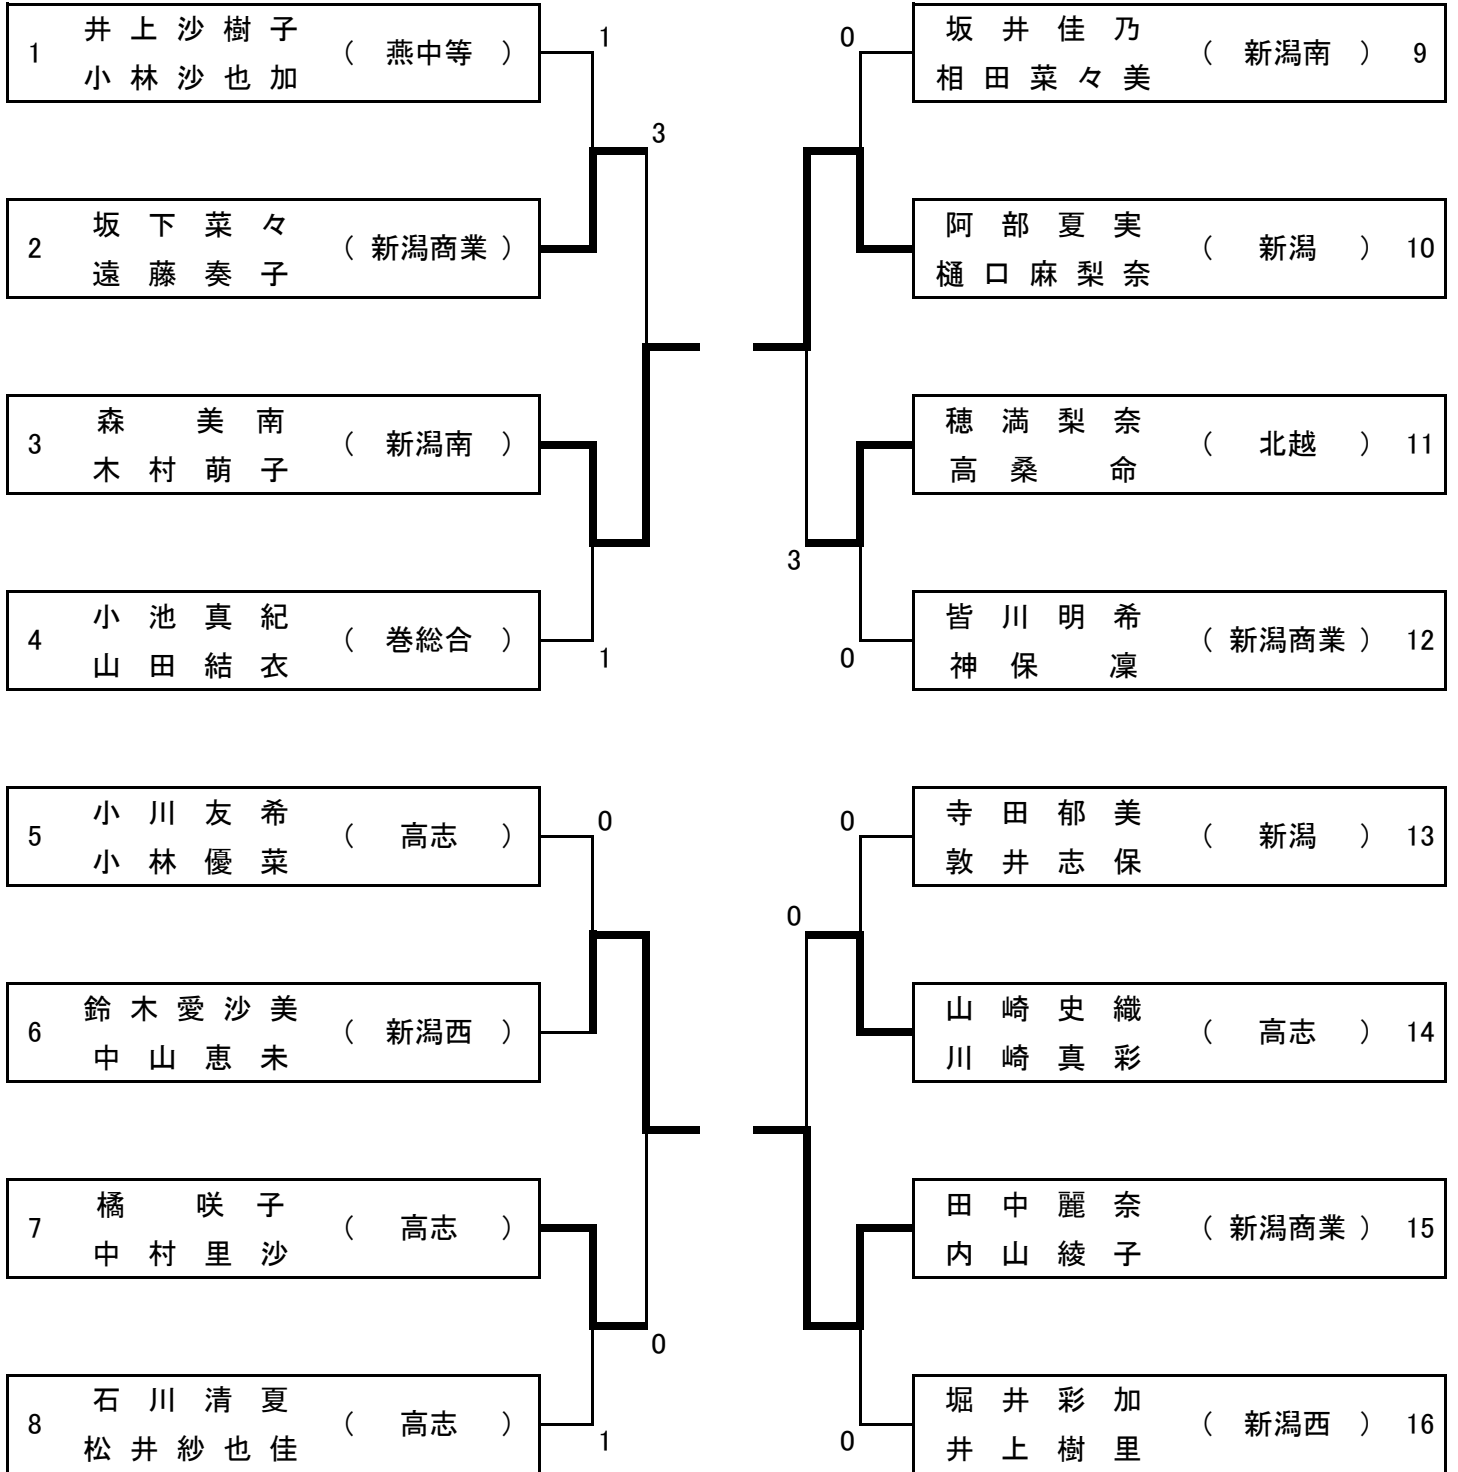 1 井上沙樹子 （ 燕中等 ）
小林沙也加
1
3
2 坂下菜々 （ 新潟商業 ）
遠藤奏子
3 森美南 （ 新潟南 ）
木村萌子
4 小池真紀 （ 巻総合 ）
山田結衣
1
5 小川友希 （ 高志 ）
小林優菜
0
6 鈴木愛沙美 （ 新潟西 ）
中山恵未
7 橘咲子 （ 高志 ）
中村里沙
0
8 石川清夏 （ 高志 ）
松井紗也佳
1
0
坂井佳乃 （ 新潟南 ） 9
相田菜々美
阿部夏実 （ 新潟 ） 10
樋口麻梨奈
穂満梨奈 （ 北越 ） 11
高桑命
3
皆川明希 （ 新潟商業 ） 12
神保凜
0
0
寺田郁美 （ 新潟 ） 13
敦井志保
0
山崎史織 （ 高志 ） 14
川崎真彩
田中麗奈 （ 新潟商業 ） 15
内山綾子
堀井彩加 （ 新潟西 ） 16
井上樹里
0